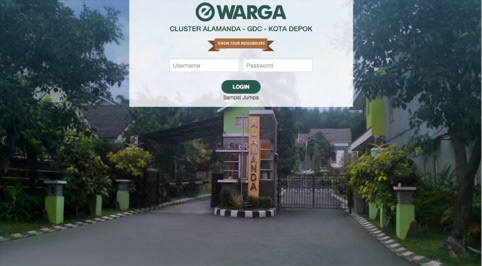 eWARGA
CLUSTER ALAMANDA - GDC - KOTA DEPOK
KNOW YOUR NEIGHBOURS
Username
Password
LOGIN
Sampai Jumpa
ALAMANDA